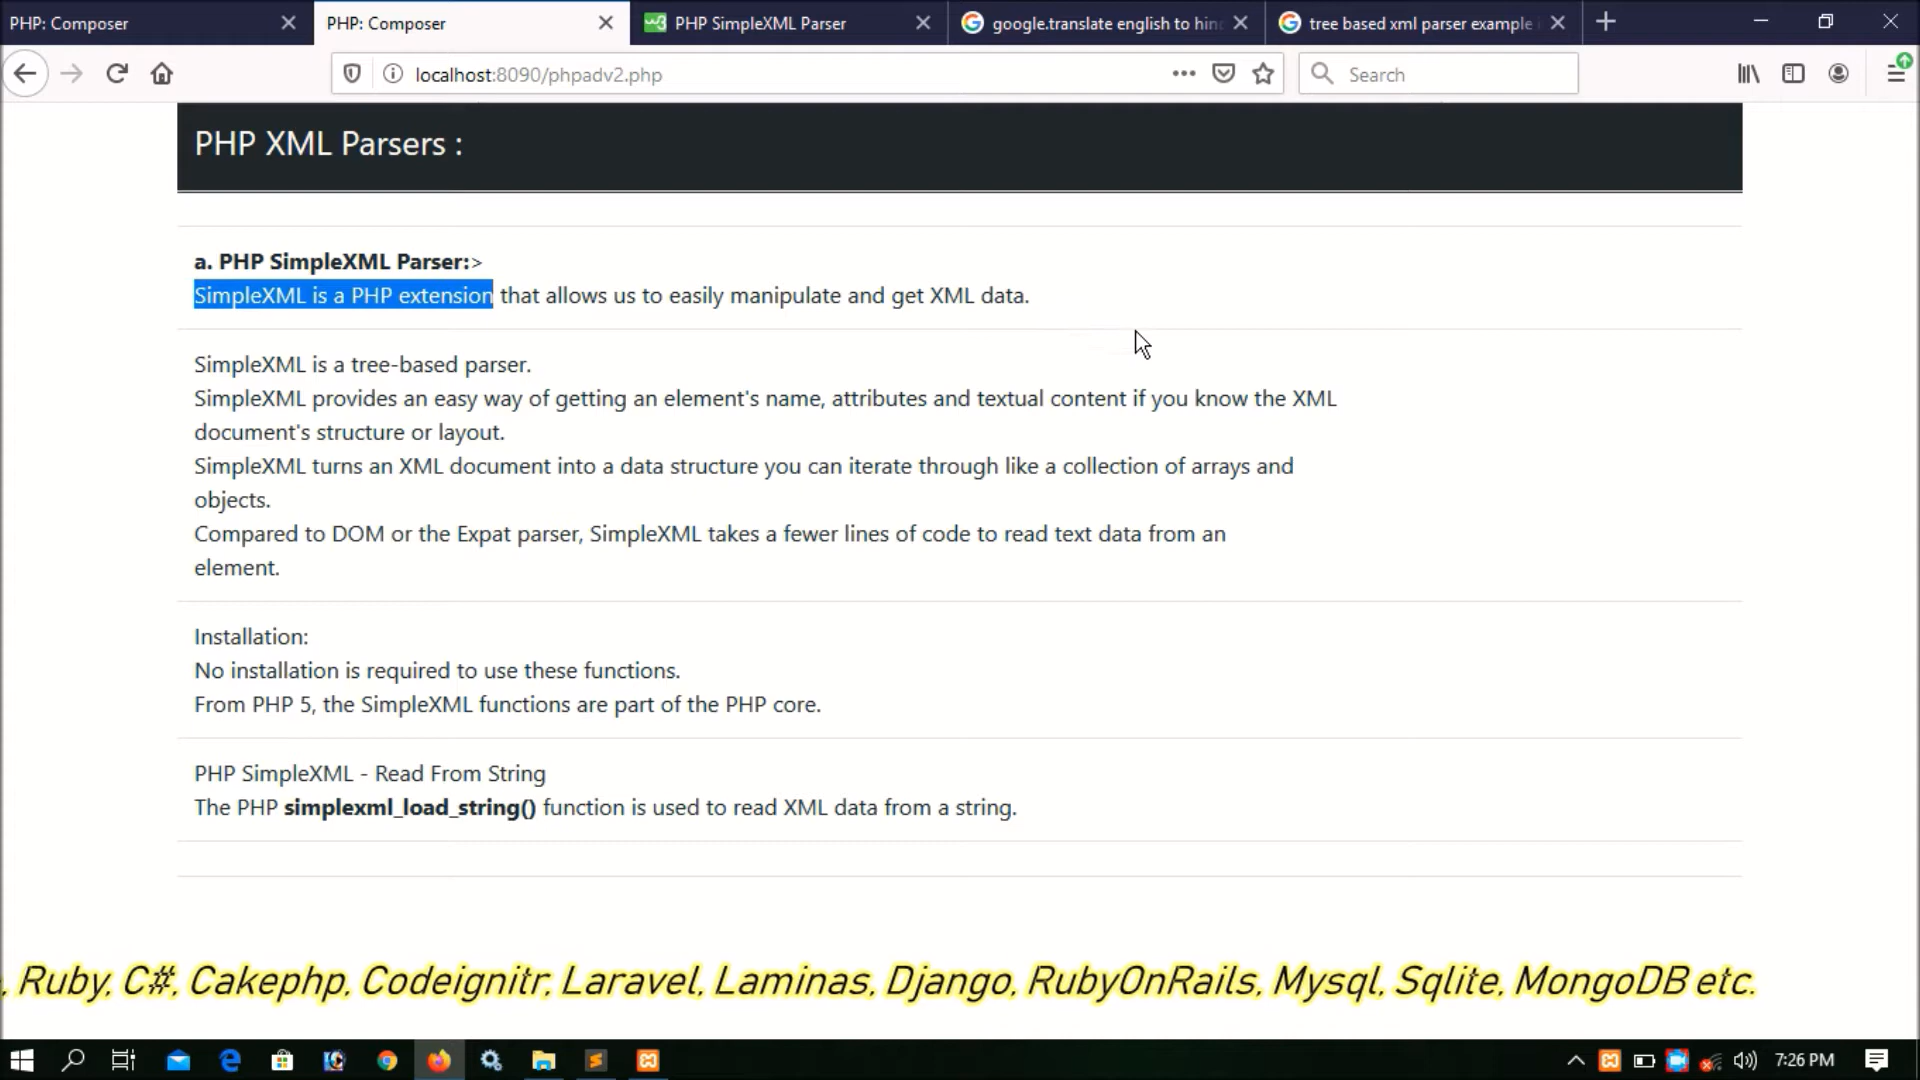 PHP: Composer
PHP: Composer
PHP SimpleXML Parser
google.translate english to hin
tree based xml parser example
localhost:8090/phpadv2.php
Search
PHP XML Parsers :
a. PHP SimpleXML Parser:>
SimpleXML is a PHP extension that allows us to easily manipulate and get XML data.
SimpleXML is a tree-based parser.
SimpleXML provides an easy way of getting an element's name, attributes and textual content if you know the XML
document's structure or layout.
SimpleXML turns an XML document into a data structure you can iterate through like a collection of arrays and
objects.
Compared to DOM or the Expat parser, SimpleXML takes a fewer lines of code to read text data from an
element.
Installation:
No installation is required to use these functions.
From PHP 5, the SimpleXML functions are part of the PHP core.
PHP SimpleXML - Read From String
The PHP simplexml_load_string() function is used to read XML data from a string.
, Ruby, C#, Cakephp, Codeignitr, Laravel, Laminas, Django, RubyOnRails, Mysql, Sqlite, MongoDB etc.
7:26 PM